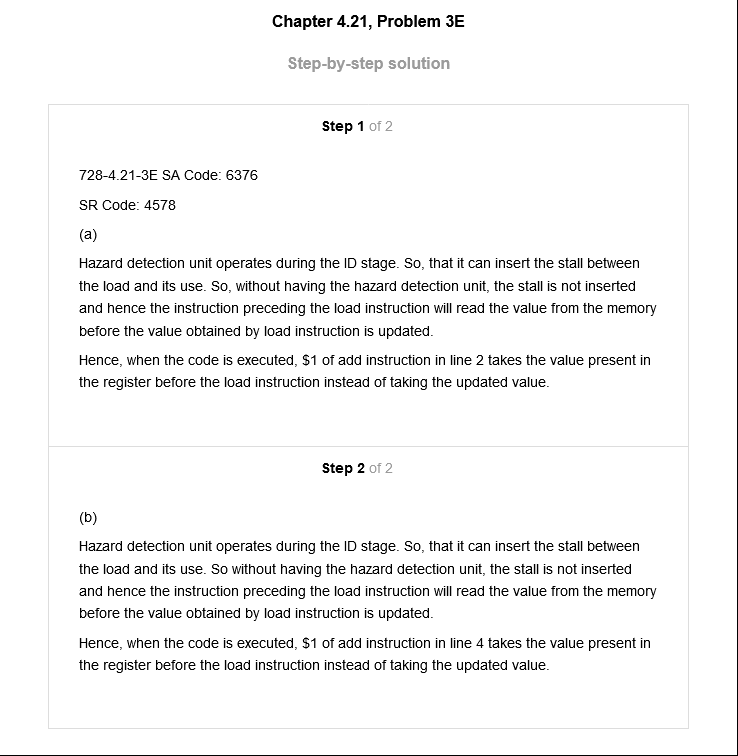 Chapter 4.21, Problem 3E
Step-by-step solution
Step 1 of 2
728-4.21-3E SA Code: 6376
SR Code: 4578
(a)
Hazard detection unit operates during the ID stage. So, that it can insert the stall between
the load and its use. So, without having the hazard detection unit, the stall is not inserted
and hence the instruction preceding the load instruction will read the value from the memory
before the value obtained by load instruction is updated.
Hence, when the code is executed, $1 of add instruction in line 2 takes the value present in
the register before the load instruction instead of taking the updated value.
Step 2 of 2
(b)
Hazard detection unit operates during the ID stage. So, that it can insert the stall between
the load and its use. So without having the hazard detection unit, the stall is not inserted
and hence the instruction preceding the load instruction will read the value from the memory
before the value obtained by load instruction is updated.
Hence, when the code is executed, $1 of add instruction in line 4 takes the value present in
the register before the load instruction instead of taking the updated value.